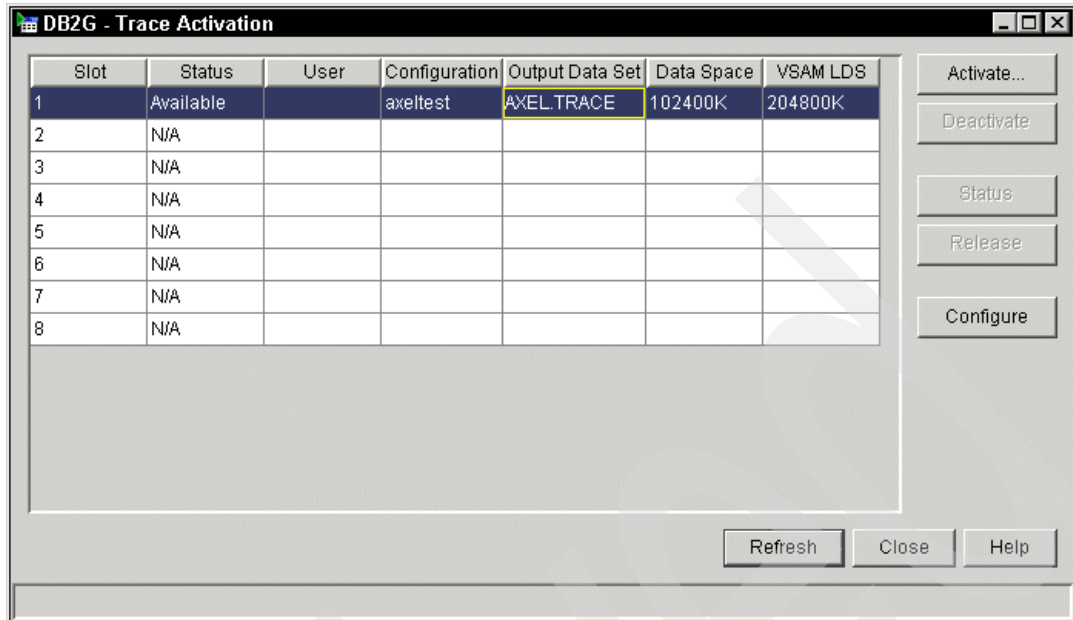 DB2G - Trace Activation
Slot Status User Configuration Output Data Set Data Space VSAM LDS
1 Available axeltest AXEL.TRACE 102400K 204800K
2 N/A
3 N/A
4 N/A
5 N/A
6 N/A
7 N/A
8 N/A
Activate...
Deactivate
Status
Release
Configure
Refresh Close Help